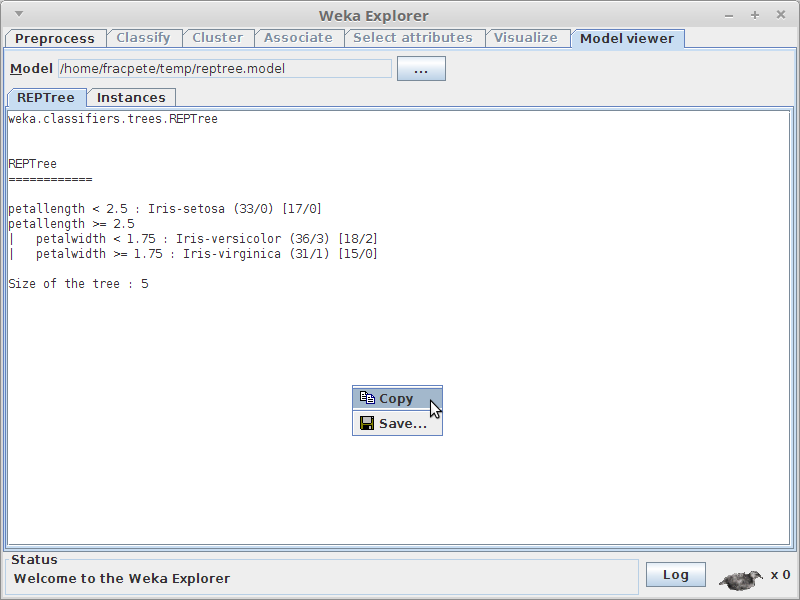 Weka Explorer
Preprocess Classify Cluster Associate Select attributes Visualize Model viewer
Model /home/fracpete/temp/reptree.model ...
REPTree Instances
weka.classifiers.trees.REPTree
REPTree
============
petallength < 2.5 : Iris-setosa (33/0) [17/0]
petallength >= 2.5
|   petalwidth < 1.75 : Iris-versicolor (36/3) [18/2]
|   petalwidth >= 1.75 : Iris-virginica (31/1) [15/0]
Size of the tree : 5
Copy
Save...
Status
Welcome to the Weka Explorer
Log
x 0